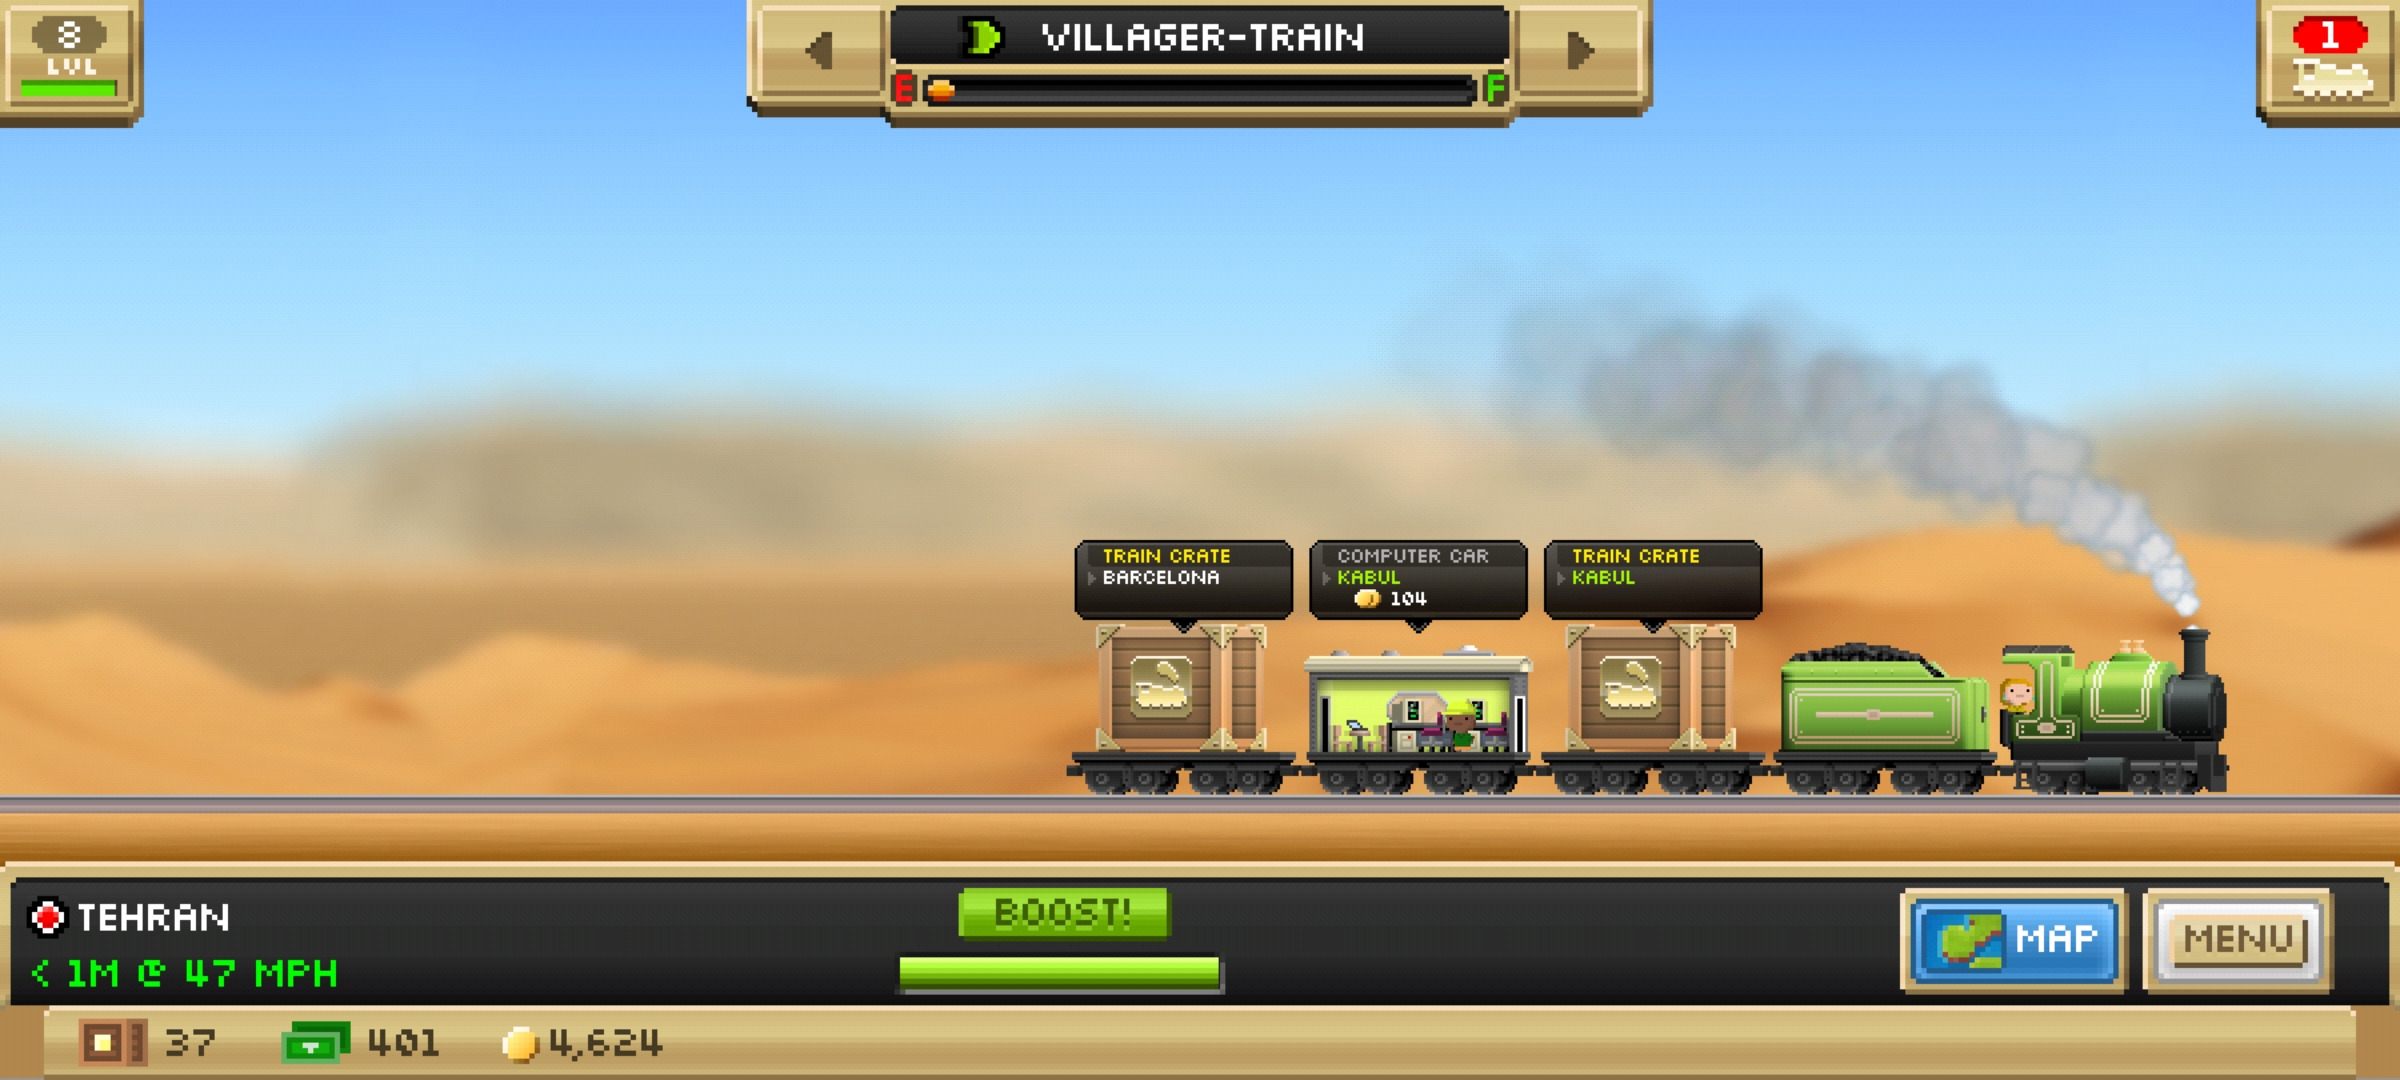 8
LVL
VILLAGER-TRAIN
E F
1
TRAIN CRATE
BARCELONA
COMPUTER CAR
KABUL
104
TRAIN CRATE
KABUL
TEHRAN
< 1M @ 47 MPH
BOOST!
MAP
MENU
37
401
4,624